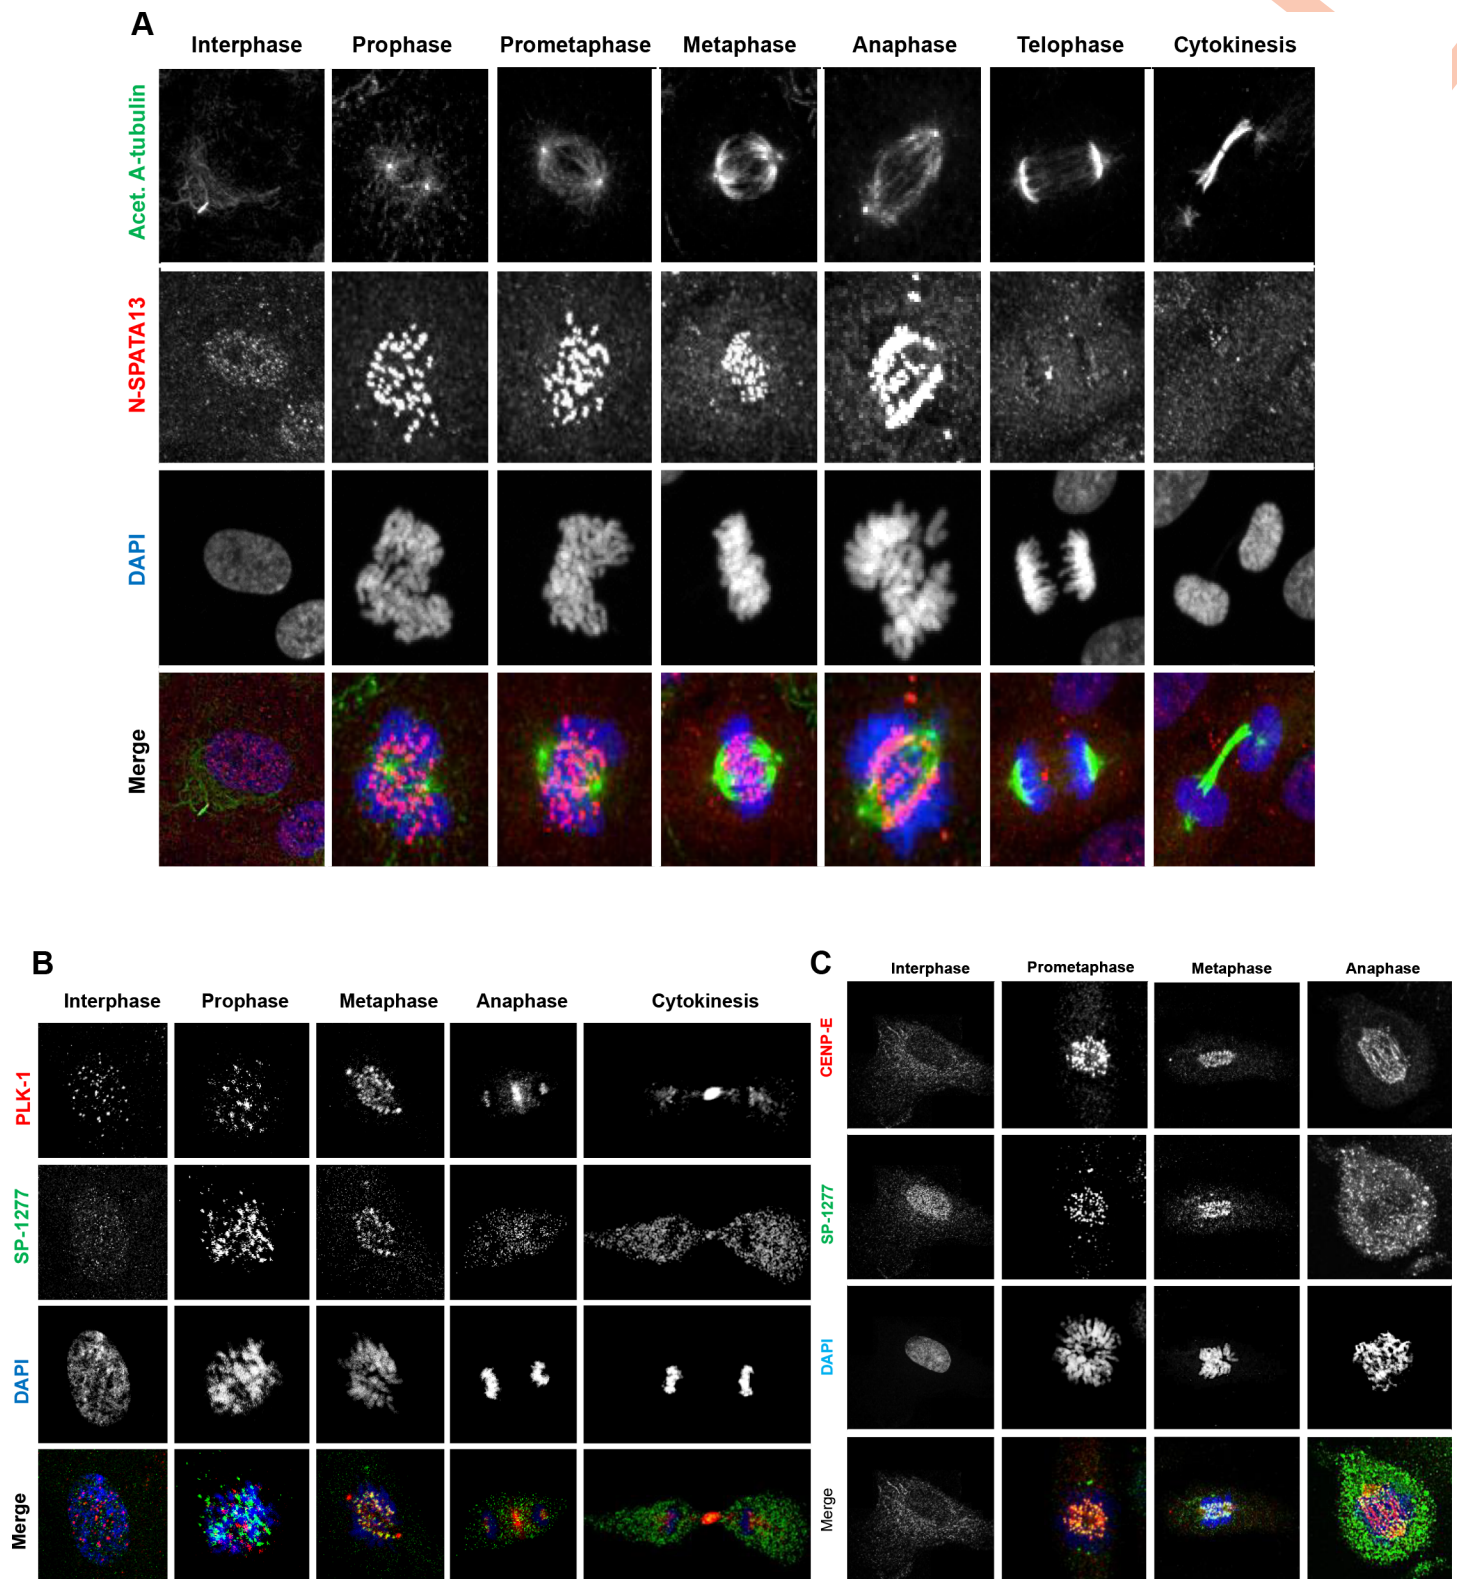 A
Interphase Prophase Prometaphase Metaphase Anaphase Telophase Cytokinesis
Acet. A-tubulin
N-SPATA13
DAPI
Merge
B
Interphase Prophase Metaphase Anaphase Cytokinesis
PLK-1
SP-1277
DAPI
Merge
C
Interphase Prometaphase Metaphase Anaphase
CENP-E
SP-1277
DAPI
Merge